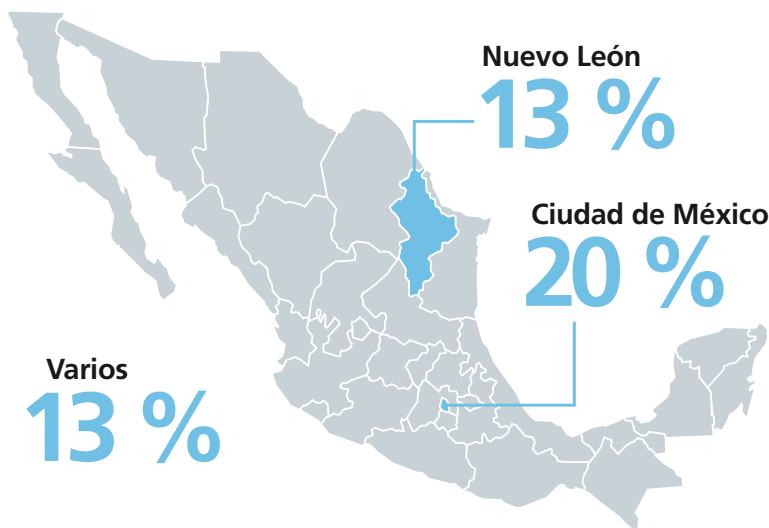 Nuevo León
13 %
Ciudad de México
20 %
Varios
13 %